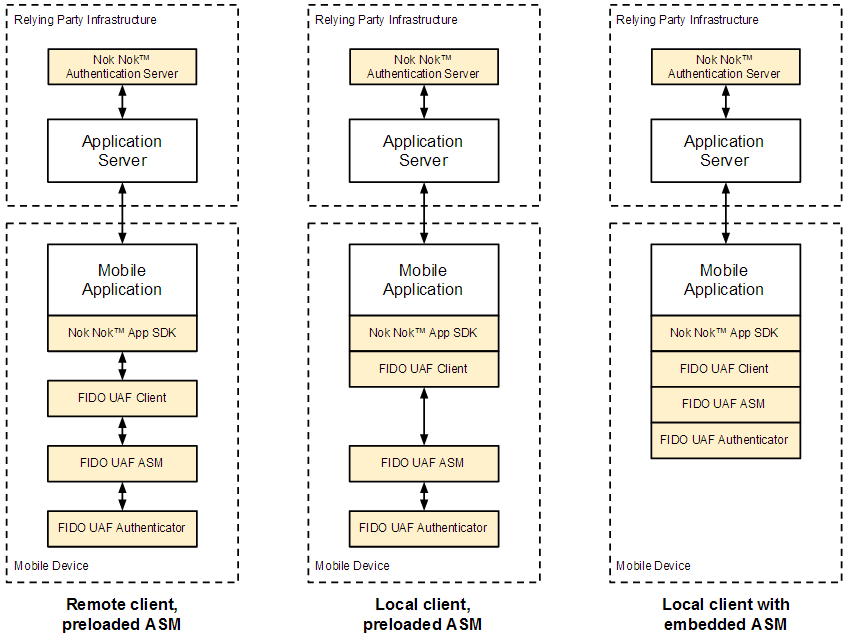 Relying Party Infrastructure
Nok Nok™
Authentication Server
Application
Server
Mobile
Application
Nok Nok™ App SDK
FIDO UAF Client
FIDO UAF ASM
FIDO UAF Authenticator
Mobile Device
Remote client,
preloaded ASM
Relying Party Infrastructure
Nok Nok™
Authentication Server
Application
Server
Mobile
Application
Nok Nok™ App SDK
FIDO UAF Client
FIDO UAF ASM
FIDO UAF Authenticator
Mobile Device
Local client,
preloaded ASM
Relying Party Infrastructure
Nok Nok™
Authentication Server
Application
Server
Mobile
Application
Nok Nok™ App SDK
FIDO UAF Client
FIDO UAF ASM
FIDO UAF Authenticator
Mobile Device
Local client with
embedded ASM